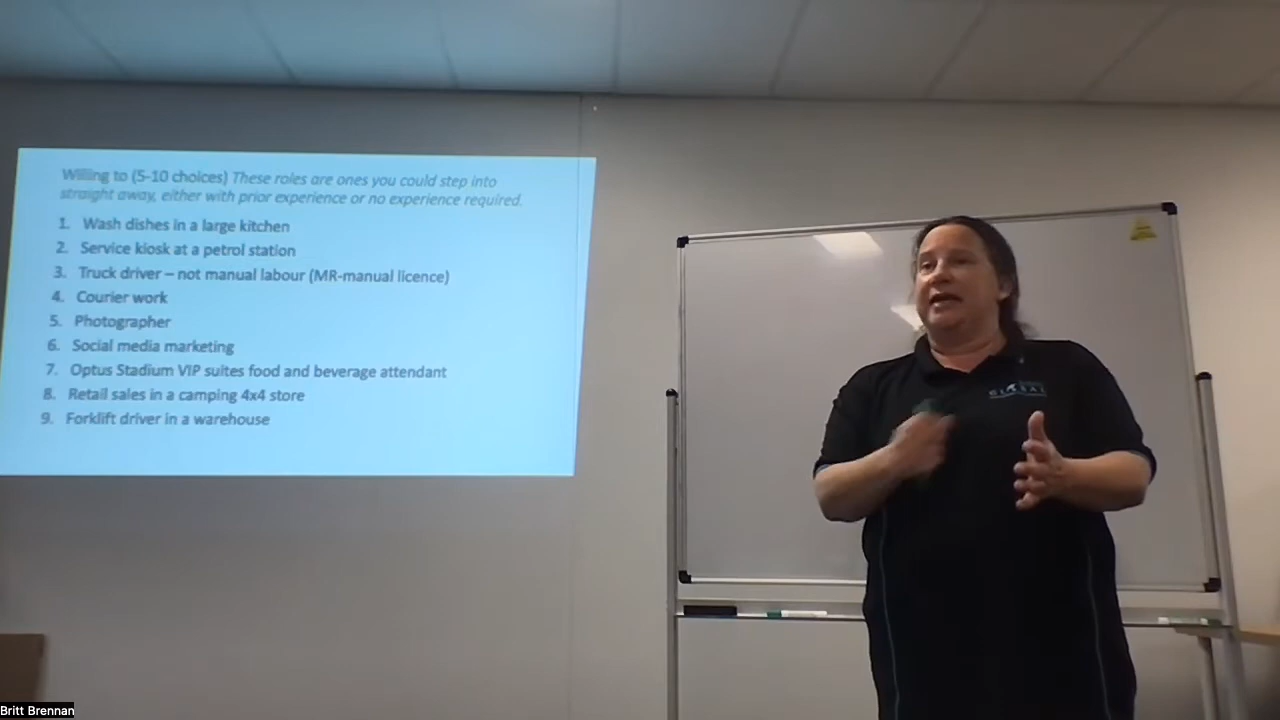 Willing to (5-10 choices) These roles are ones you could step into
straight away, either with prior experience or no experience required.
1. Wash dishes in a large kitchen
2. Service kiosk at a petrol station
3. Truck driver – not manual labour (MR-manual licence)
4. Courier work
5. Photographer
6. Social media marketing
7. Optus Stadium VIP suites food and beverage attendant
8. Retail sales in a camping 4x4 store
9. Forklift driver in a warehouse
GLOBAL
Britt Brennan